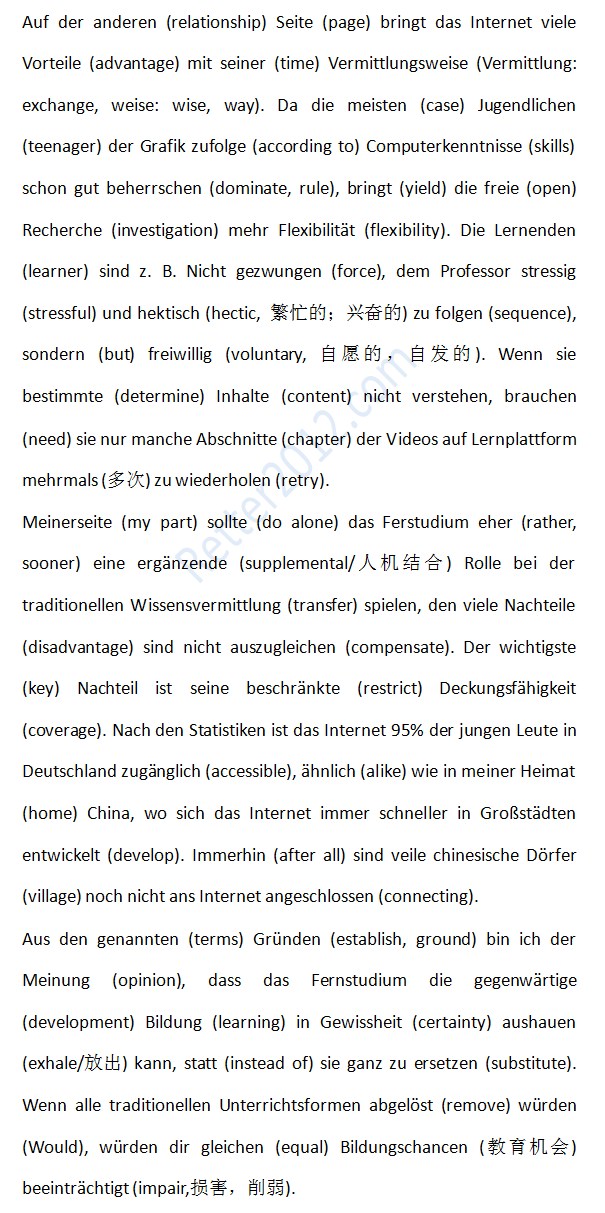 Auf der anderen (relationship) Seite (page) bringt das Internet viele
Vorteile (advantage) mit seiner (time) Vermittlungsweise (Vermittlung:
exchange, weise: wise, way). Da die meisten (case) Jugendlichen
(teenager) der Grafik zufolge (according to) Computerkenntnisse (skills)
schon gut beherrschen (dominate, rule), bringt (yield) die freie (open)
Recherche (investigation) mehr Flexibilität (flexibility). Die Lernenden
(learner) sind z. B. Nicht gezwungen (force), dem Professor stressig
(stressful) und hektisch (hectic, 繁忙的；兴奋的) zu folgen (sequence),
sondern (but) freiwillig (voluntary, 自愿的，自发的). Wenn sie
bestimmte (determine) Inhalte (content) nicht verstehen, brauchen
(need) sie nur manche Abschnitte (chapter) der Videos auf Lernplattform
mehrmals (多次) zu wiederholen (retry).
Meinerseite (my part) sollte (do alone) das Ferstudium eher (rather,
sooner) eine ergänzende (supplemental/人机结合) Rolle bei der
traditionellen Wissensvermittlung (transfer) spielen, den viele Nachteile
(disadvantage) sind nicht auszugleichen (compensate). Der wichtigste
(key) Nachteil ist seine beschränkte (restrict) Deckungsfähigkeit
(coverage). Nach den Statistiken ist das Internet 95% der jungen Leute in
Deutschland zugänglich (accessible), ähnlich (alike) wie in meiner Heimat
(home) China, wo sich das Internet immer schneller in Großstädten
entwickelt (develop). Immerhin (after all) sind veile chinesische Dörfer
(village) noch nicht ans Internet angeschlossen (connecting).
Aus den genannten (terms) Gründen (establish, ground) bin ich der
Meinung (opinion), dass das Fernstudium die gegenwärtige
(development) Bildung (learning) in Gewissheit (certainty) aushauen
(exhale/放出) kann, statt (instead of) sie ganz zu ersetzen (substitute).
Wenn alle traditionellen Unterrichtsformen abgelöst (remove) würden
(Would), würden dir gleichen (equal) Bildungschancen (教育机会)
beeinträchtigt (impair,损害，削弱).
Petter2012.com